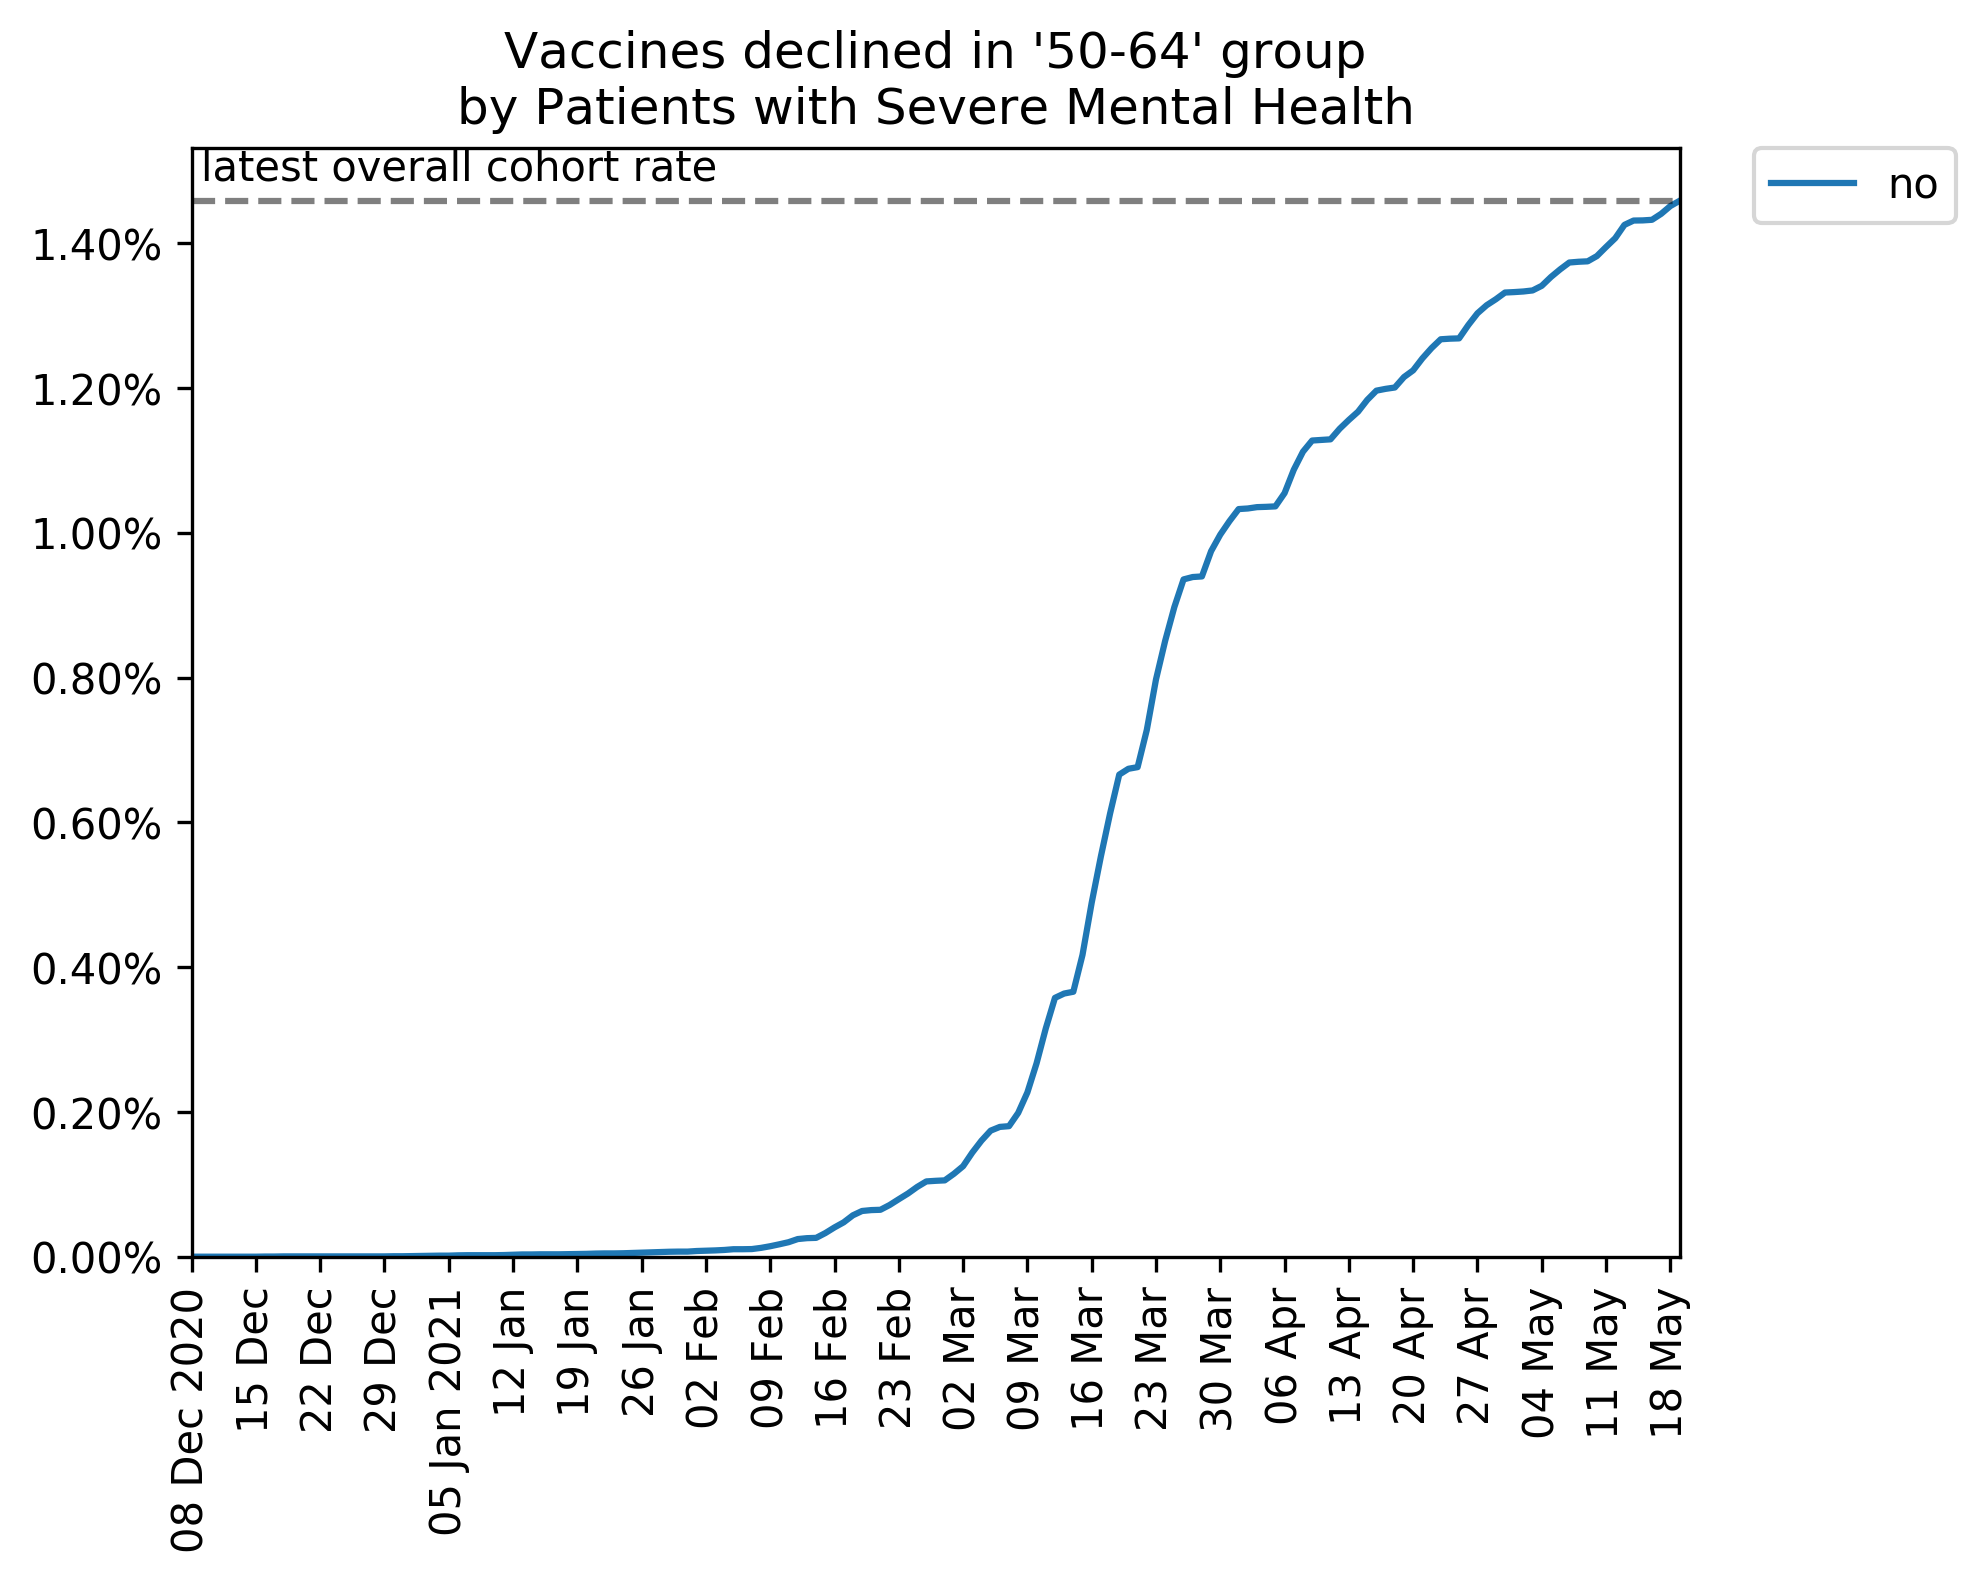 Vaccines declined in '50-64' group
by Patients with Severe Mental Health
latest overall cohort rate
no
1.40%
1.20%
1.00%
0.80%
0.60%
0.40%
0.20%
0.00%
08 Dec 2020
15 Dec
22 Dec
29 Dec
05 Jan 2021
12 Jan
19 Jan
26 Jan
02 Feb
09 Feb
16 Feb
23 Feb
02 Mar
09 Mar
16 Mar
23 Mar
30 Mar
06 Apr
13 Apr
20 Apr
27 Apr
04 May
11 May
18 May